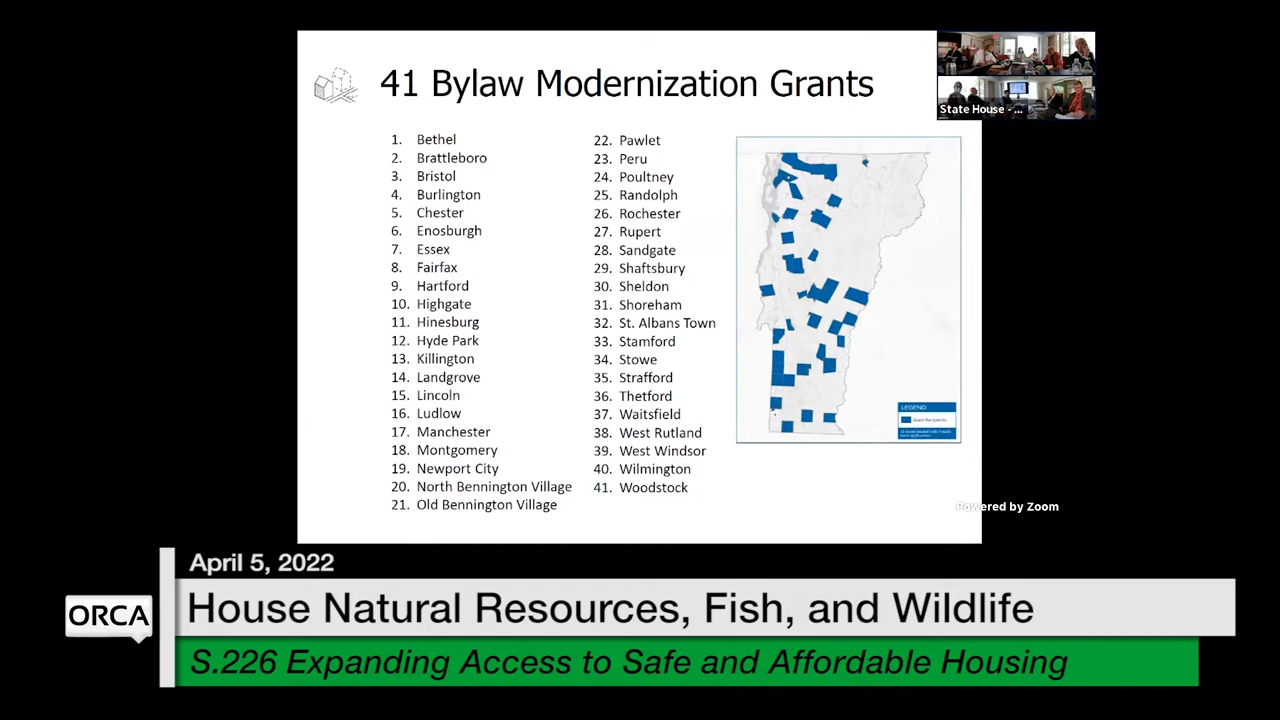 41 Bylaw Modernization Grants
1. Bethel
2. Brattleboro
3. Bristol
4. Burlington
5. Chester
6. Enosburgh
7. Essex
8. Fairfax
9. Hartford
10. Highgate
11. Hinesburg
12. Hyde Park
13. Killington
14. Landgrove
15. Lincoln
16. Ludlow
17. Manchester
18. Montgomery
19. Newport City
20. North Bennington Village
21. Old Bennington Village
22. Pawlet
23. Peru
24. Poultney
25. Randolph
26. Rochester
27. Rupert
28. Sandgate
29. Shaftsbury
30. Sheldon
31. Shoreham
32. St. Albans Town
33. Stamford
34. Stowe
35. Strafford
36. Thetford
37. Waitsfield
38. West Rutland
39. West Windsor
40. Wilmington
41. Woodstock
LEGEND
Grant Recipients
State House - ...
Powered by Zoom
April 5, 2022
ORCA
House Natural Resources, Fish, and Wildlife
S.226 Expanding Access to Safe and Affordable Housing